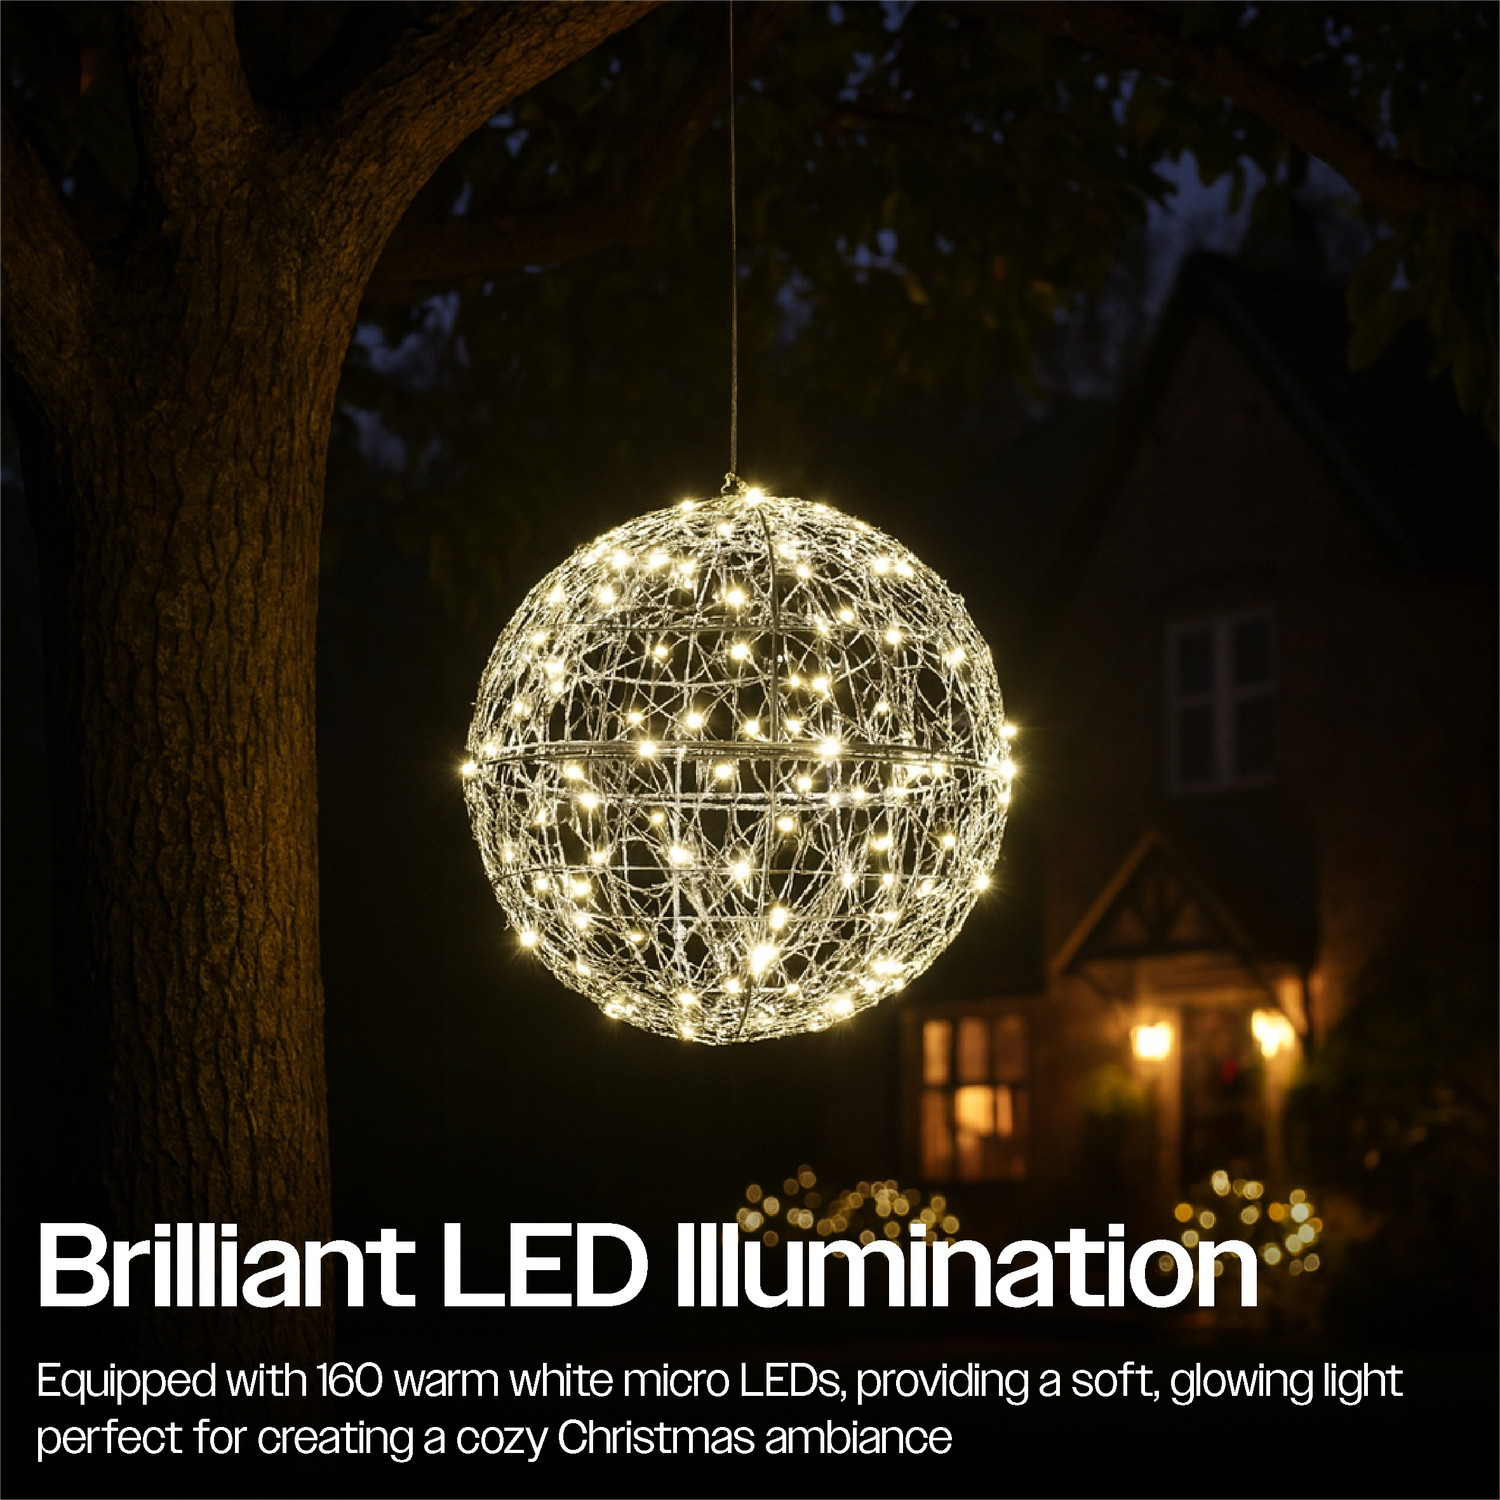 Brilliant LED Illumination
Equipped with 160 warm white micro LEDs, providing a soft, glowing light
perfect for creating a cozy Christmas ambiance